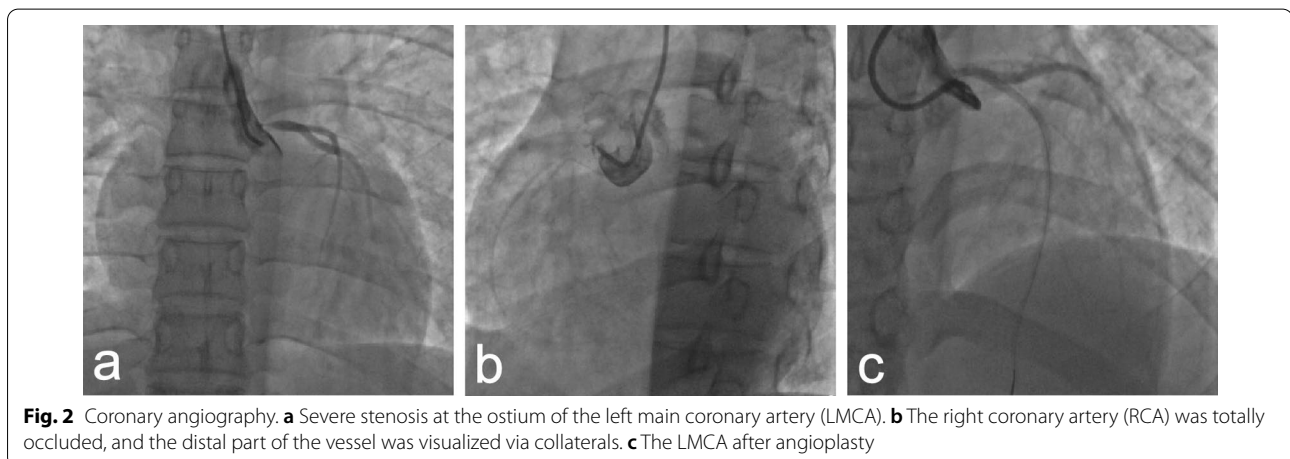 a
b
c
Fig. 2 Coronary angiography. a Severe stenosis at the ostium of the left main coronary artery (LMCA). b The right coronary artery (RCA) was totally
occluded, and the distal part of the vessel was visualized via collaterals. c The LMCA after angioplasty